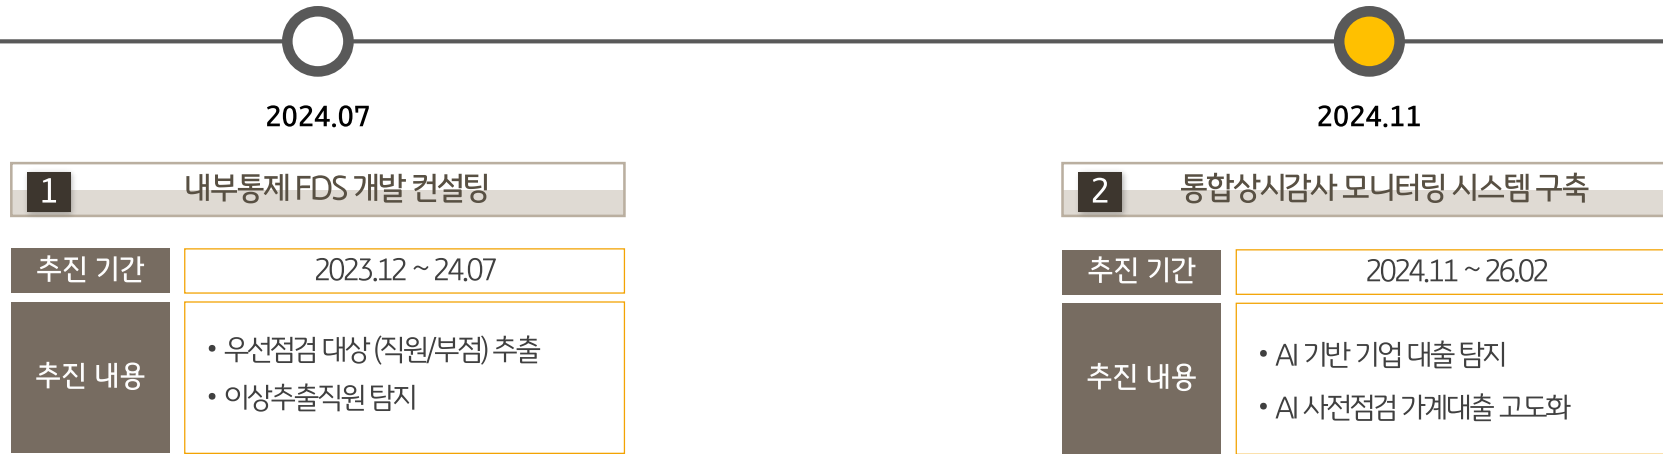 2024.07
2024.11
1 내부통제 FDS 개발 컨설팅
2 통합상시감사 모니터링 시스템 구축
추진 기간 2023.12 ~ 24.07
추진 기간 2024.11 ~ 26.02
추진 내용
• 우선점검 대상 (직원/부점) 추출
• 이상추출직원 탐지
추진 내용
• AI 기반 기업 대출 탐지
• AI 사전점검 가계대출 고도화